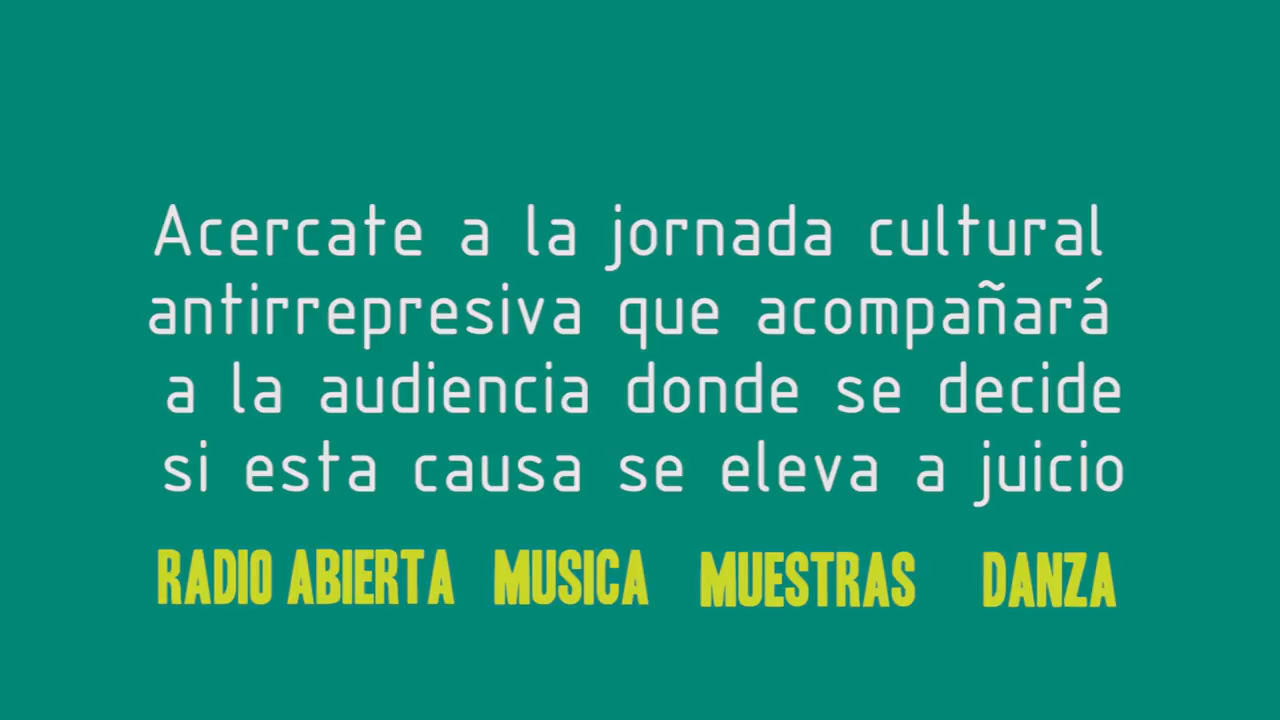 Acercate a la jornada cultural
antirrepresiva que acompañará
a la audiencia donde se decide
si esta causa se eleva a juicio
RADIO ABIERTA MUSICA MUESTRAS DANZA